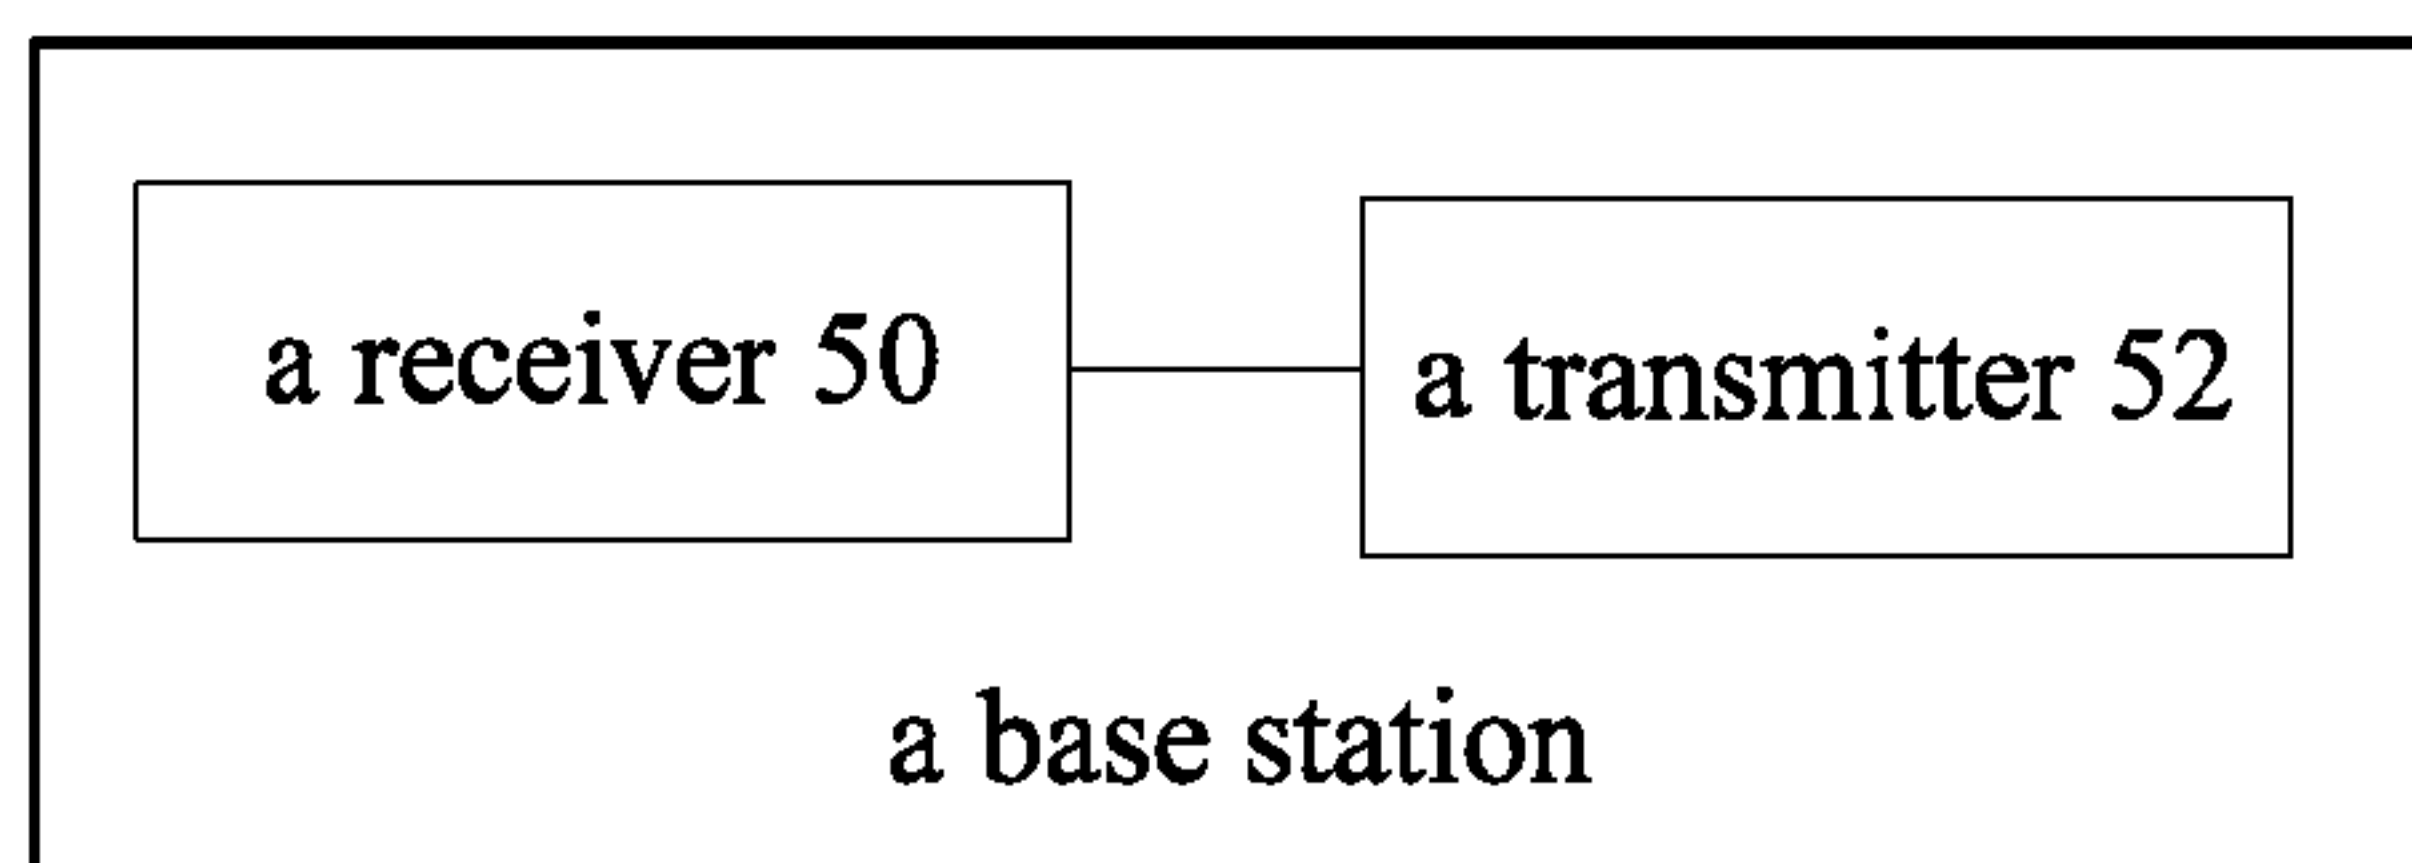 a receiver 50
a transmitter 52
a base station